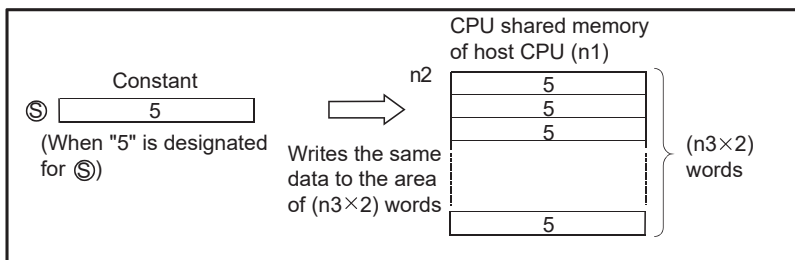 CPU shared memory
of host CPU (n1)
Constant
n2
Ⓢ 5
5
5
5
(When "5" is designated
for Ⓢ)
Writes the same
data to the area
of (n3×2) words
(n3×2)
words
5